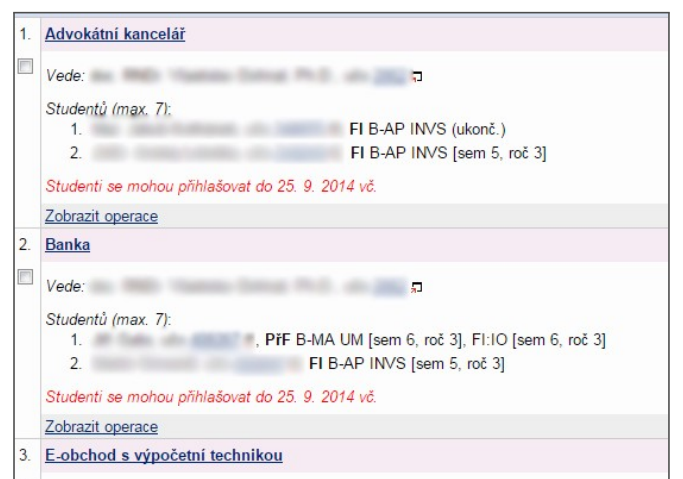 1. Advokátní kancelář
Vede:
Studentů (max. 7):
1. FI B-AP INVS (ukonč.)
2. FI B-AP INVS [sem 5, roč 3]
Studenti se mohou přihlašovat do 25. 9. 2014 vč.
Zobrazit operace
2. Banka
Vede:
Studentů (max. 7):
1. , PřF B-MA UM [sem 6, roč 3], FI:IO [sem 6, roč 3]
2. FI B-AP INVS [sem 5, roč 3]
Studenti se mohou přihlašovat do 25. 9. 2014 vč.
Zobrazit operace
3. E-obchod s výpočetní technikou